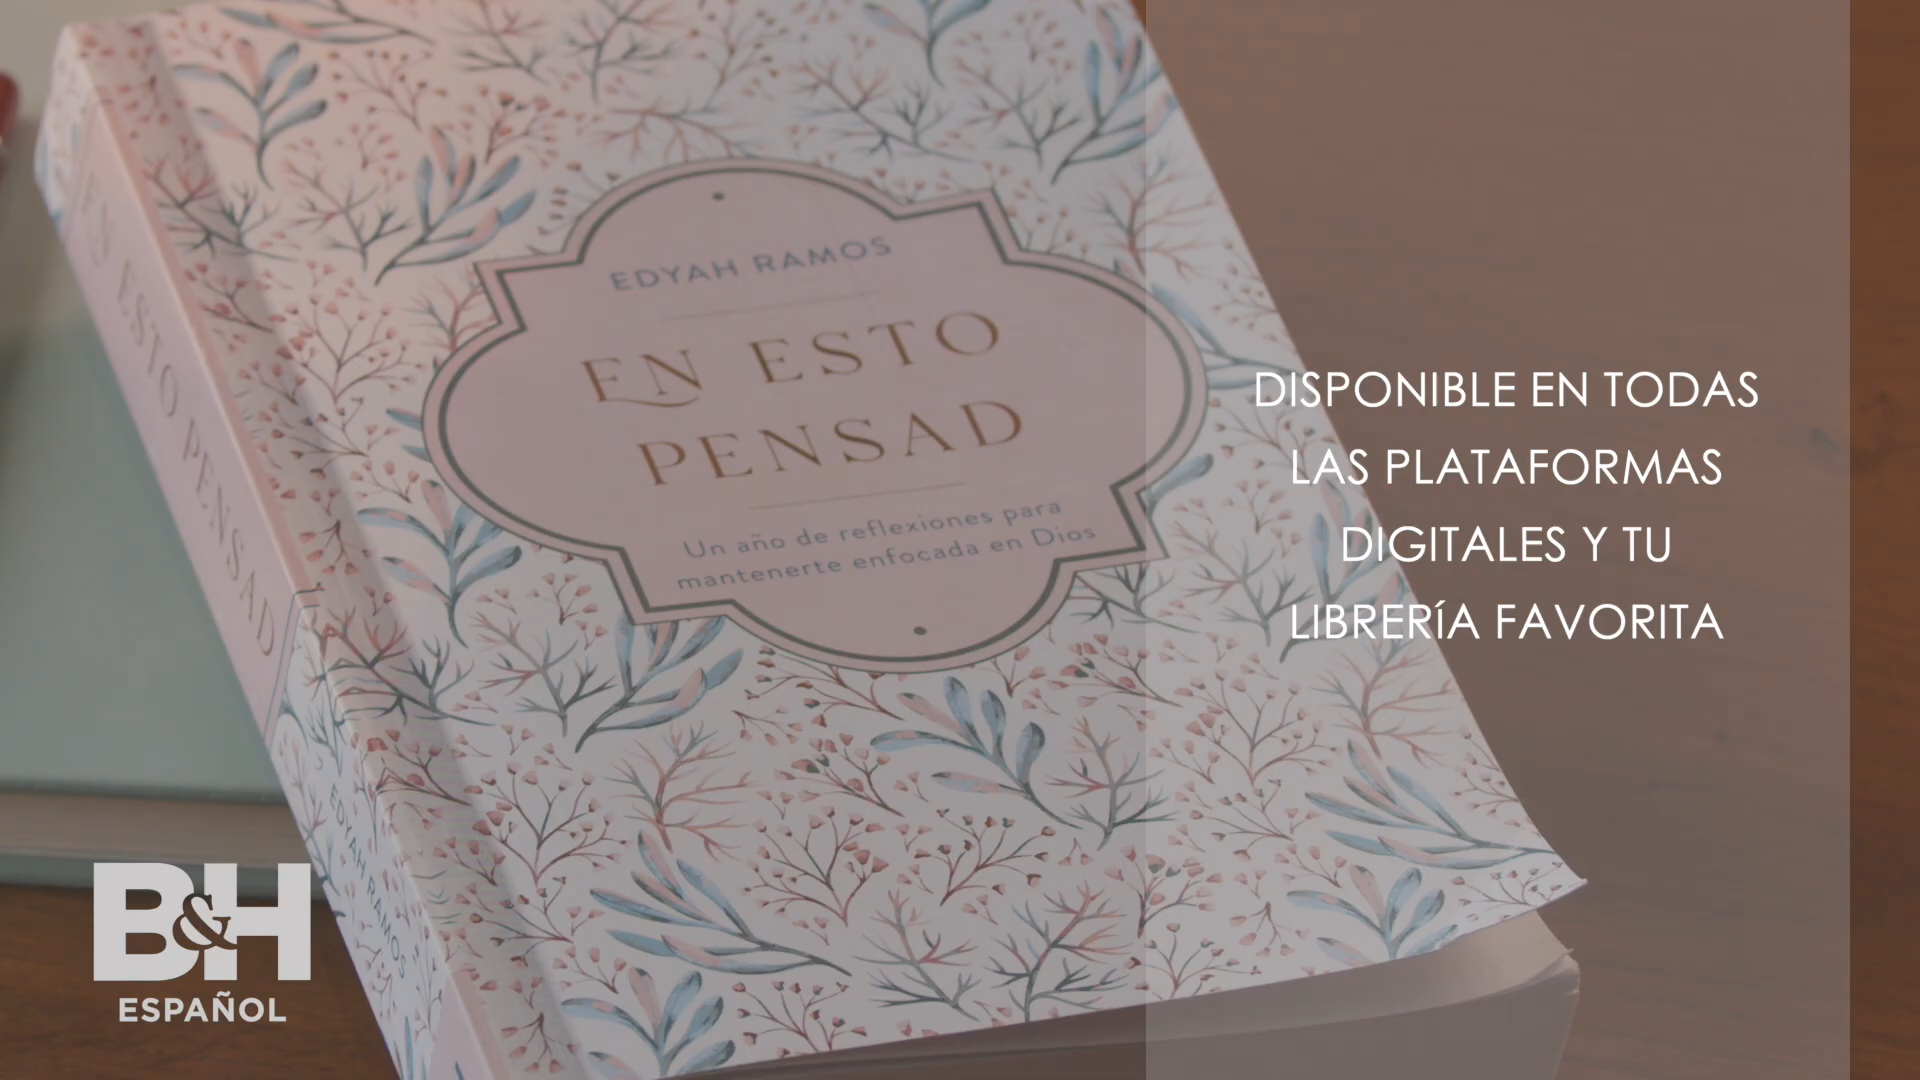 EDYAH RAMOS
EN ESTO
PENSAD
Un año de reflexiones para
mantenerte enfocada en Dios
EN ESTO PENSAD
EDYAH RAMOS
DISPONIBLE EN TODAS
LAS PLATAFORMAS
DIGITALES Y TU
LIBRERíA FAVORITA
B&H
ESPAÑOL